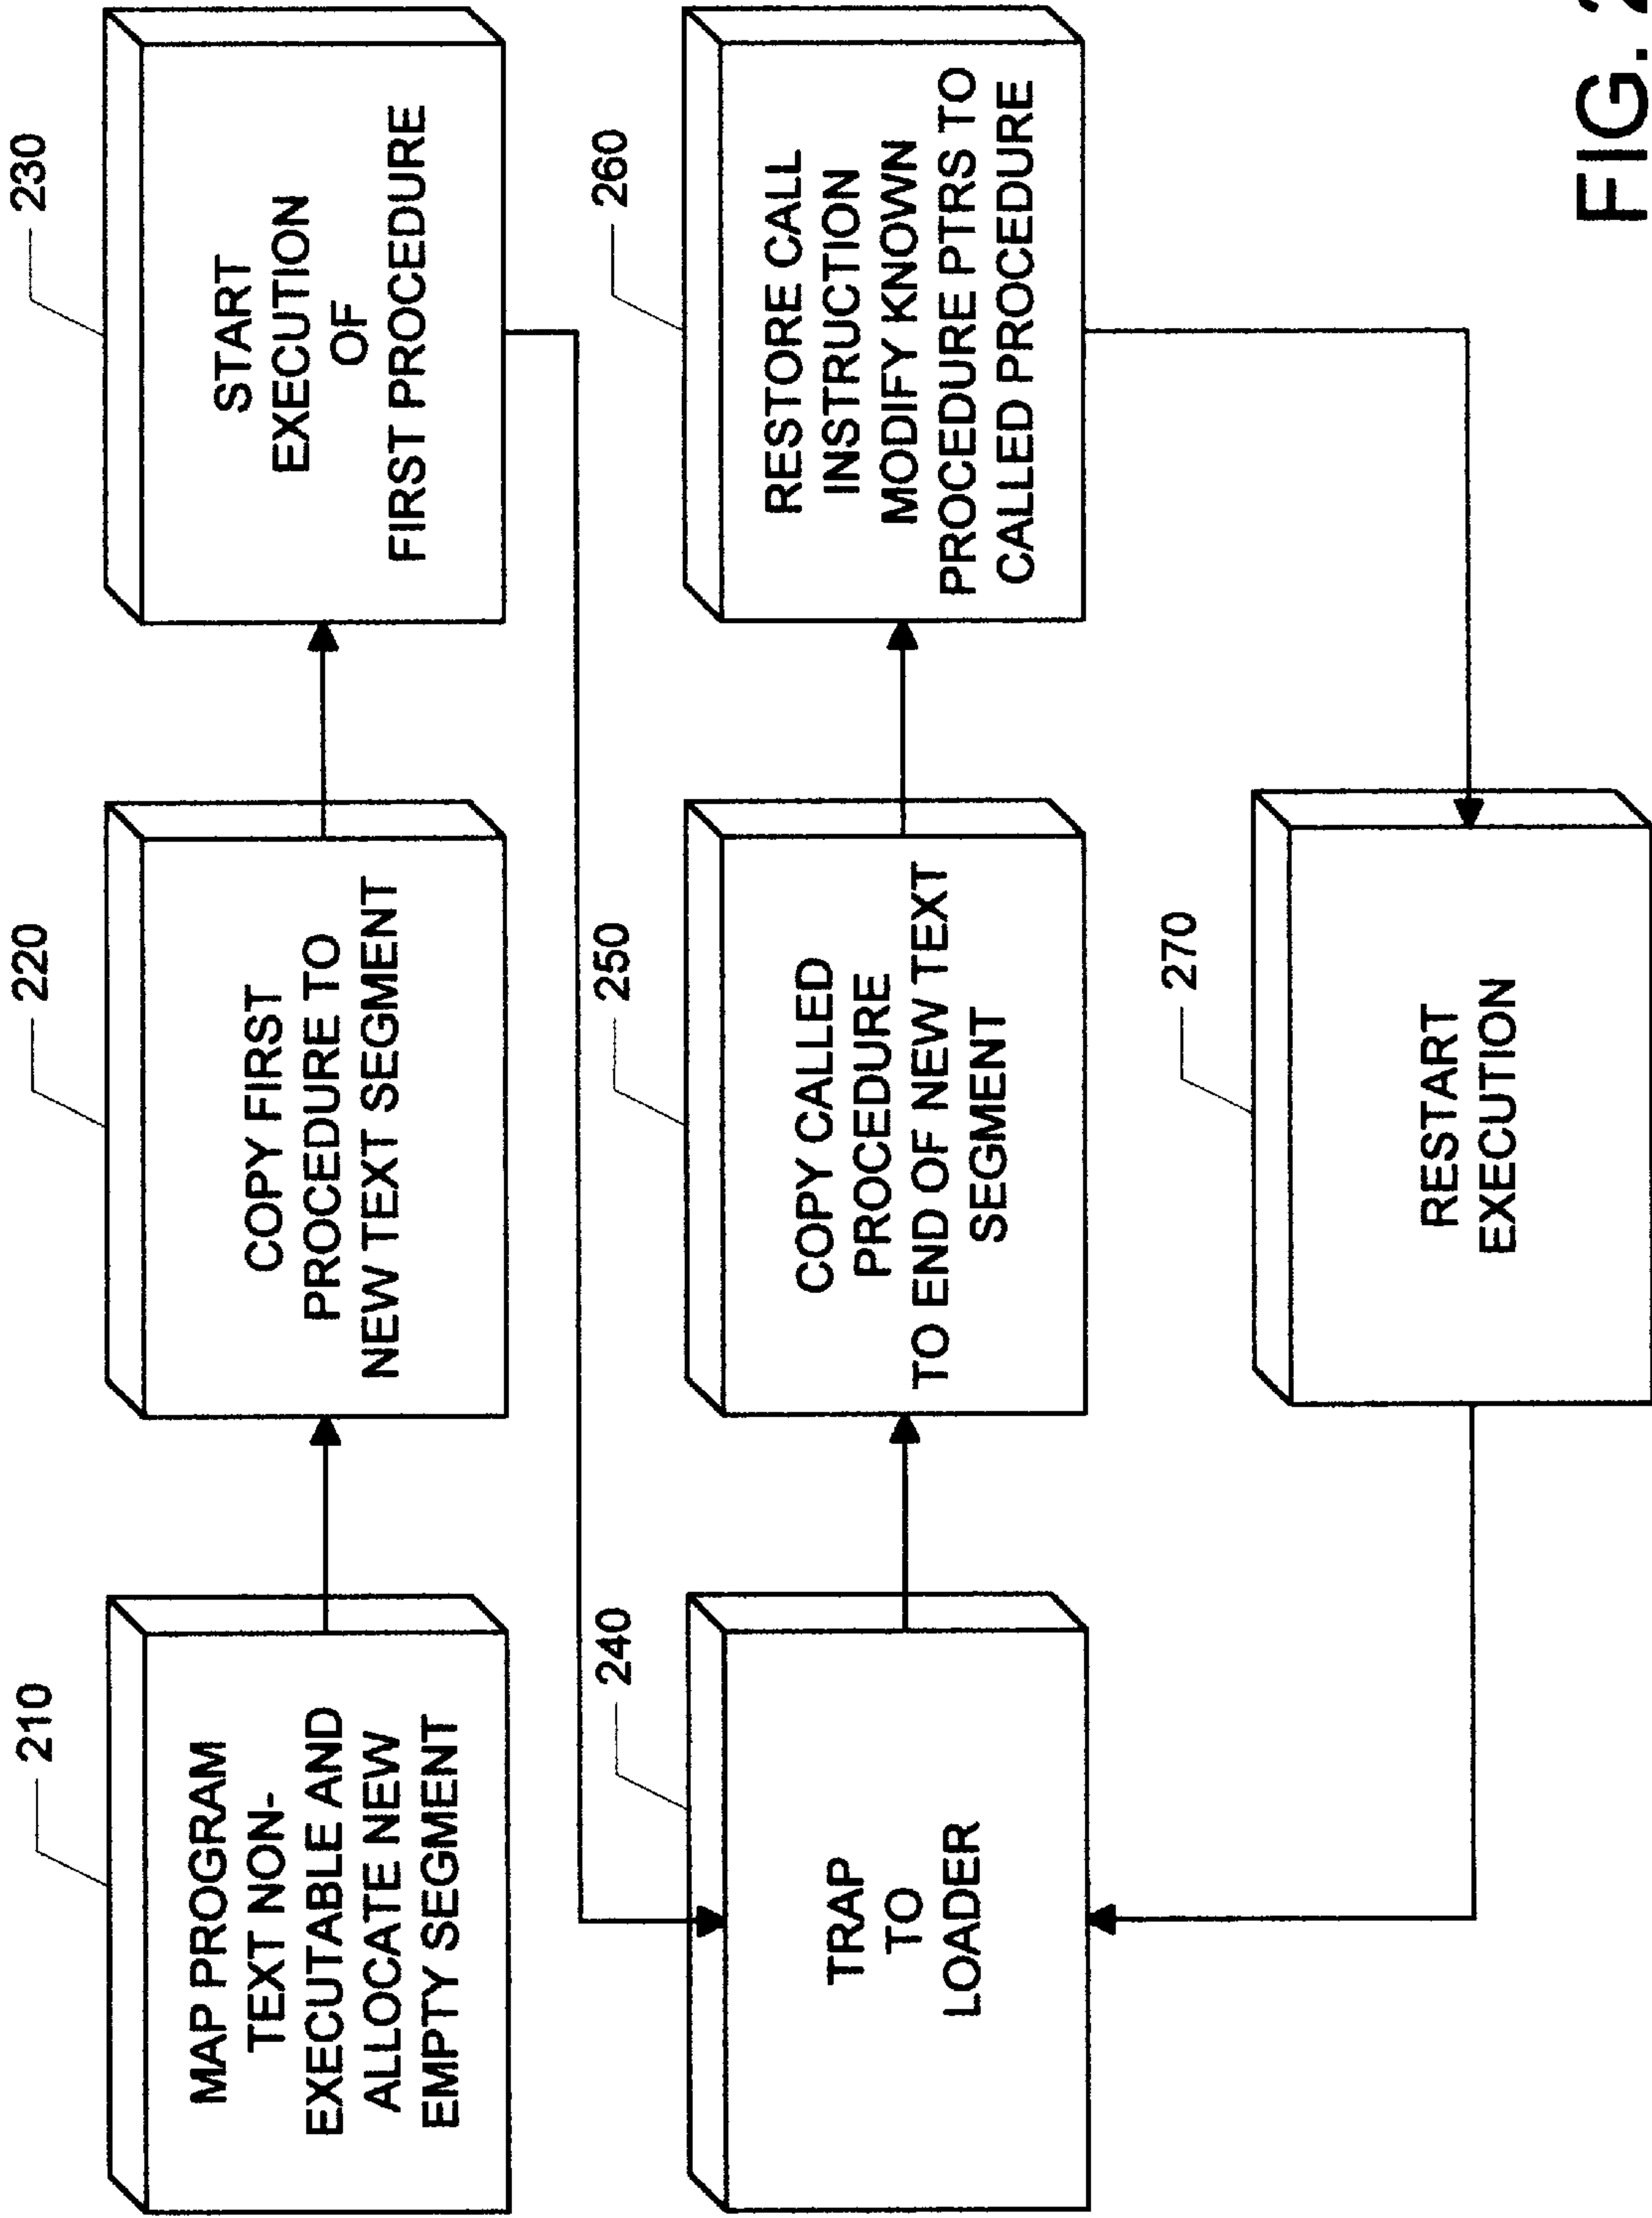 210
MAP PROGRAM
TEXT NON-
EXECUTABLE AND
ALLOCATE NEW
EMPTY SEGMENT
220
COPY FIRST
PROCEDURE TO
NEW TEXT SEGMENT
230
START
EXECUTION
OF
FIRST PROCEDURE
240
TRAP
TO
LOADER
250
COPY CALLED
PROCEDURE
TO END OF NEW TEXT
SEGMENT
260
RESTORE CALL
INSTRUCTION
MODIFY KNOWN
PROCEDURE PTRS TO
CALLED PROCEDURE
270
RESTART
EXECUTION
FIG. 2